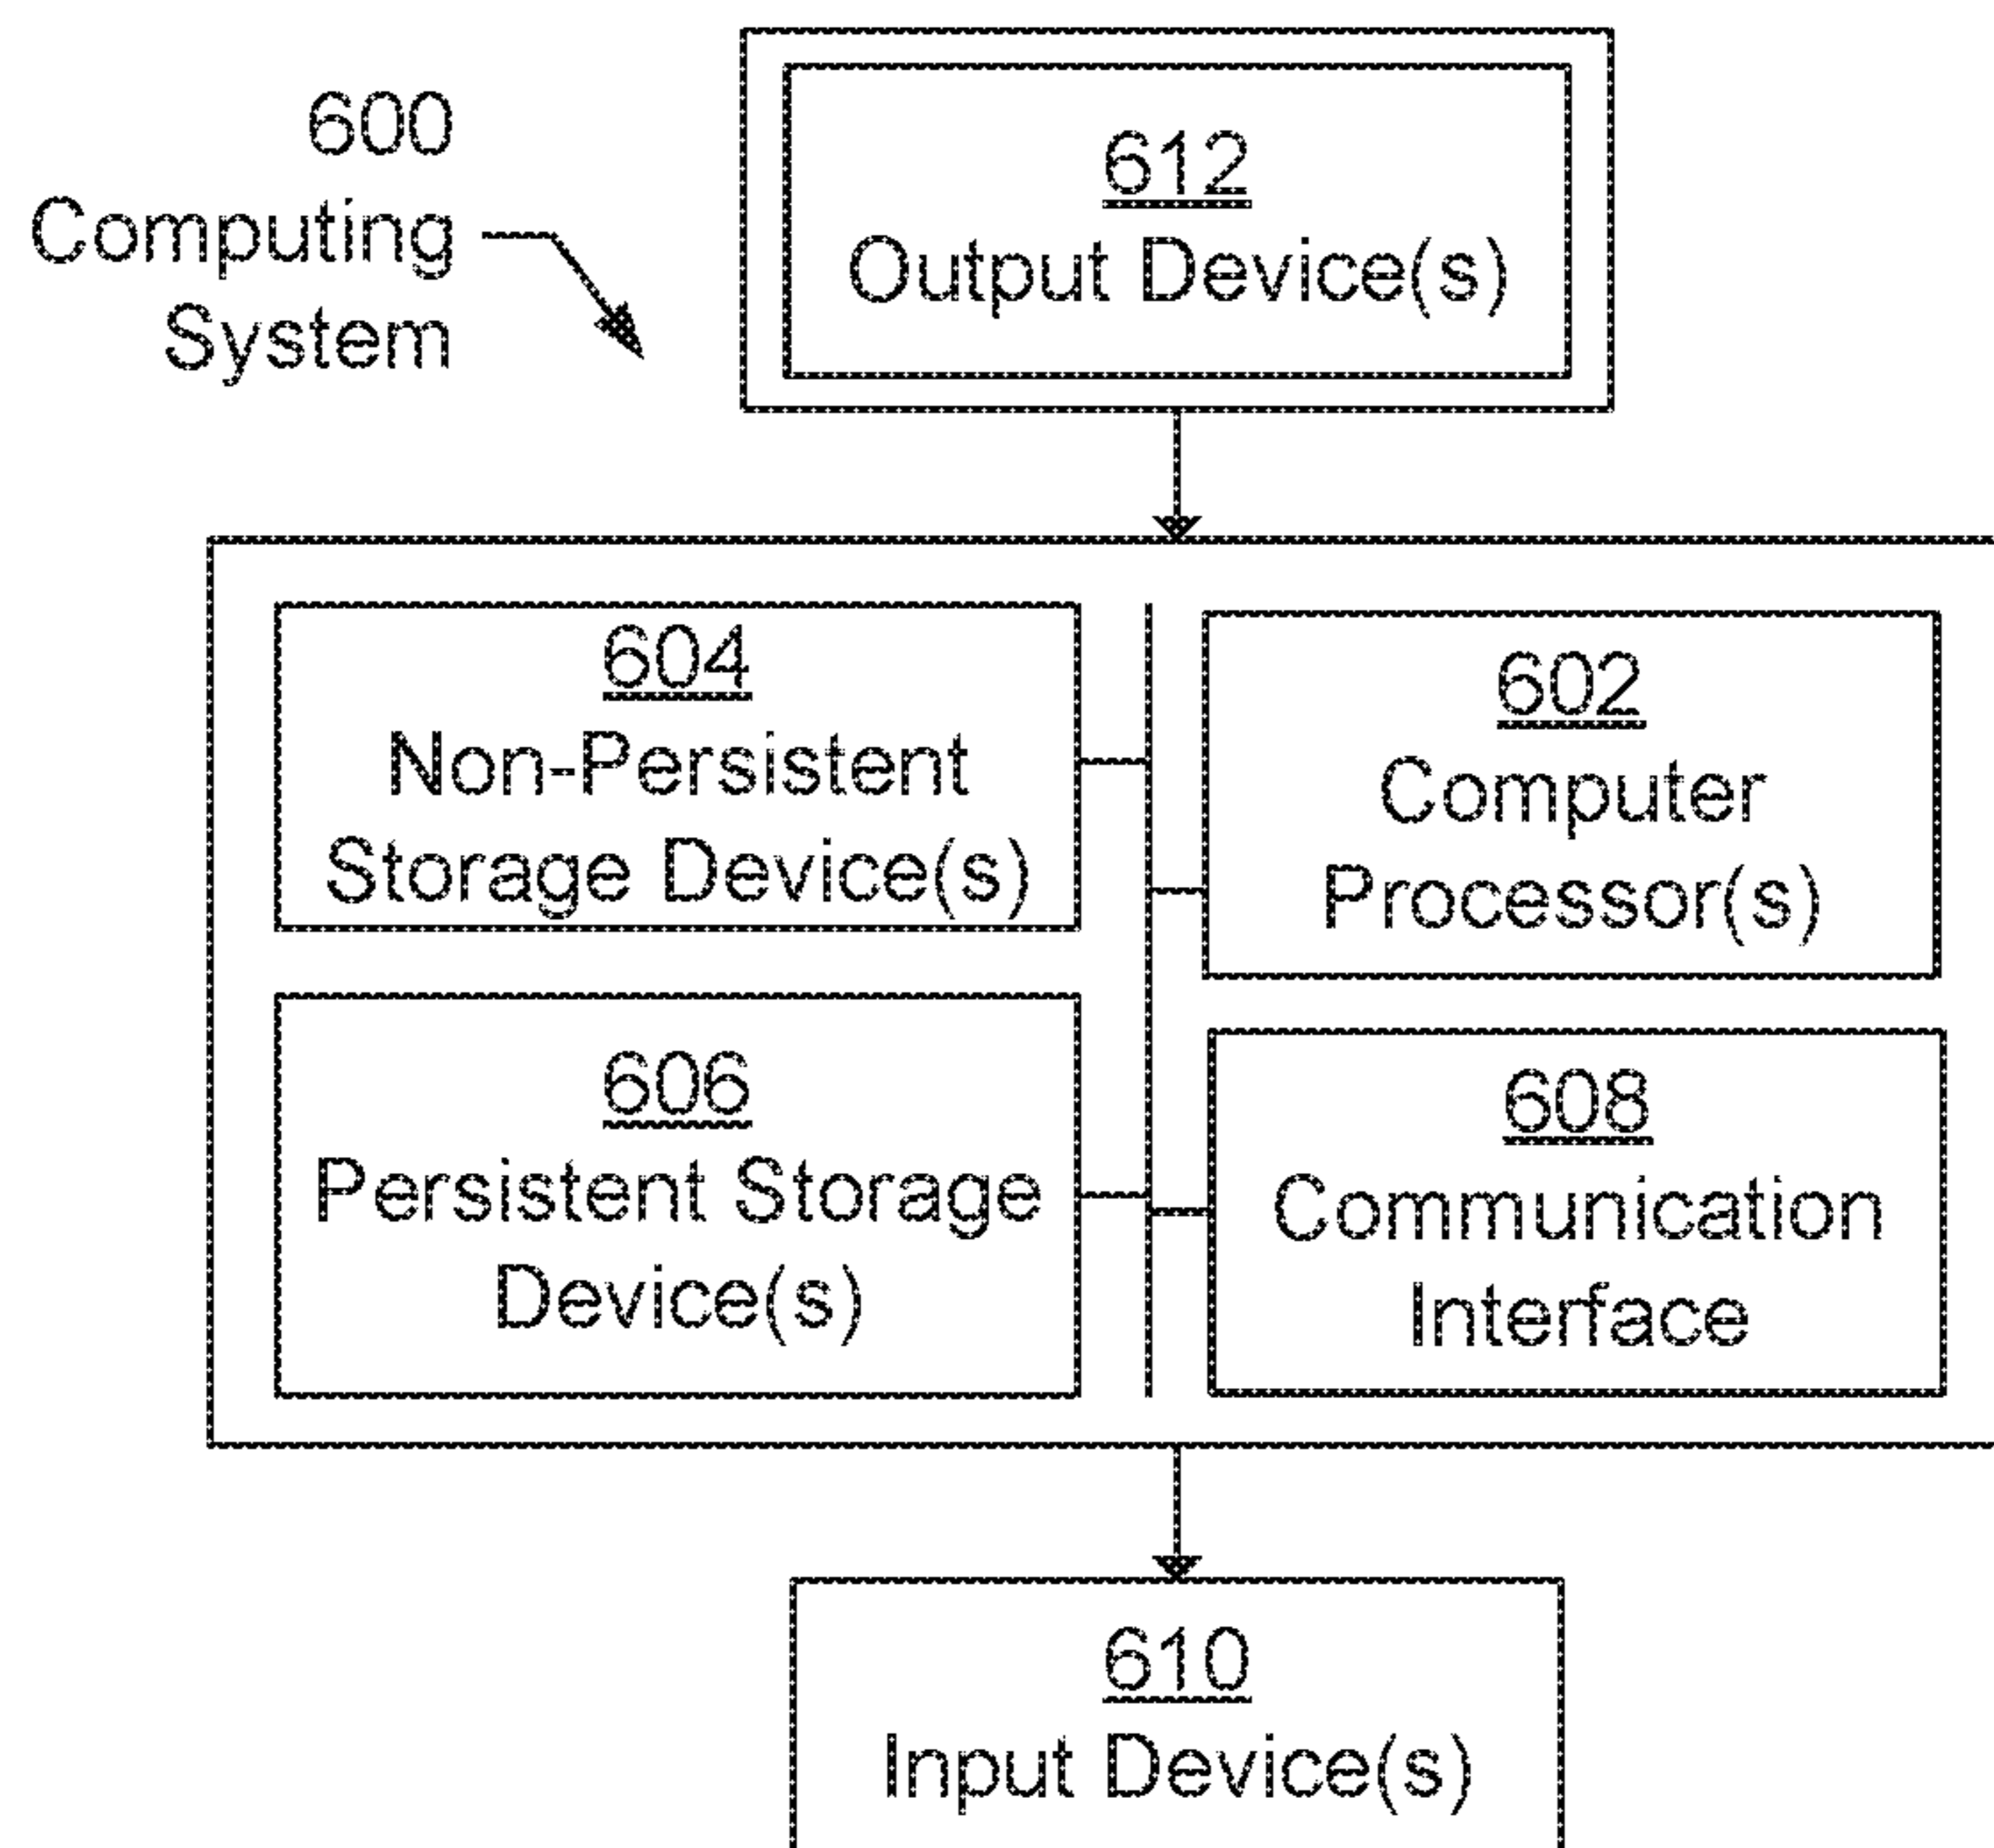 600
Computing
System
612
Output Device(s)
604
Non-Persistent
Storage Device(s)
602
Computer
Processor(s)
606
Persistent Storage
Device(s)
608
Communication
Interface
610
Input Device(s)